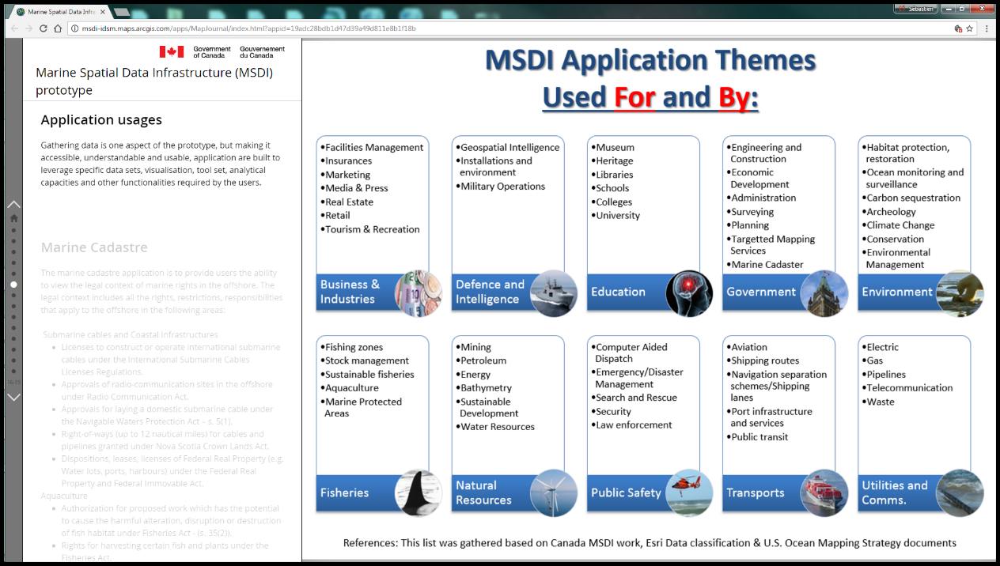 Marine Spatial Data Infra
Sebastien
msdi-idsm.maps.arcgis.com/apps/MapJournal/index.html?appid=19adc28bdb1d47d39a49d811e8b1f18b
Government of Canada
Gouvernement du Canada
Marine Spatial Data Infrastructure (MSDI)
prototype
Application usages
Gathering data is one aspect of the prototype, but making it
accessible, understandable and usable, application are built to
leverage specific data sets, visualisation, tool set, analytical
capacities and other functionalities required by the users.
Marine Cadastre
The marine cadastre application is to provide users the ability
to view the legal context of marine rights in the offshore. The
legal context includes all the rights, restrictions, responsibilities
that apply to the offshore in the following areas:
Submarine cables and Coastal Infrastructures
• Licenses to construct or operate international submarine
cables under the International Submarine Cables
Licenses Regulations.
• Approvals of radio-communication sites in the offshore
under Radio Communication Act.
• Approvals for laying a domestic submarine cable under
the Navigable Waters Protection Act – s. 5(1).
• Right-of-ways (up to 12 nautical miles) for cables and
pipelines granted under Nova Scotia Crown Lands Act.
• Dispositions, leases, licenses of Federal Real Property (e.g.
Water lots, ports, harbours) under the Federal Real
Property and Federal Immovable Act.
Aquaculture
• Authorization for proposed work which has the potential
to cause the harmful alteration, disruption or destruction
of fish habitat under Fisheries Act - (s. 35(2)).
• Rights for harvesting certain fish and plants under the
Fisheries Act.
16-19
MSDI Application Themes
Used For and By:
•Facilities Management
•Insurances
•Marketing
•Media & Press
•Real Estate
•Retail
•Tourism & Recreation
Business &
Industries
•Geospatial Intelligence
•Installations and
environment
•Military Operations
Defence and
Intelligence
•Museum
•Heritage
•Libraries
•Schools
•Colleges
•University
Education
•Engineering and
Construction
•Economic
Development
•Administration
•Surveying
•Planning
•Targetted Mapping
Services
•Marine Cadaster
Government
•Habitat protection,
restoration
•Ocean monitoring and
surveillance
•Carbon sequestration
•Archeology
•Climate Change
•Conservation
•Environmental
Management
Environment
•Fishing zones
•Stock management
•Sustainable fisheries
•Aquaculture
•Marine Protected
Areas
Fisheries
•Mining
•Petroleum
•Energy
•Bathymetry
•Sustainable
Development
•Water Resources
Natural
Resources
•Computer Aided
Dispatch
•Emergency/Disaster
Management
•Search and Rescue
•Security
•Law enforcement
Public Safety
•Aviation
•Shipping routes
•Navigation separation
schemes/Shipping
lanes
•Port infrastructure
and services
•Public transit
Transports
•Electric
•Gas
•Pipelines
•Telecommunication
•Waste
Utilities and
Comms.
References: This list was gathered based on Canada MSDI work, Esri Data classification & U.S. Ocean Mapping Strategy documents